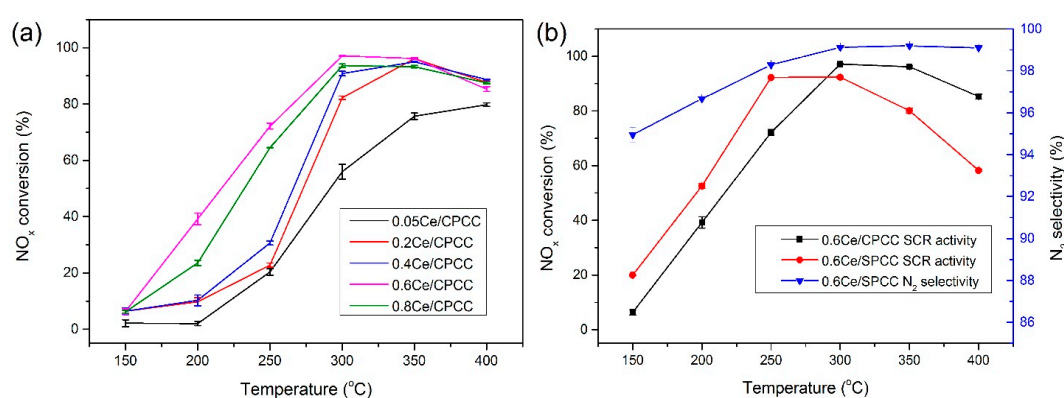 (a)
NOx conversion (%)
100
80
60
40
20
0
150 200 250 300 350 400
Temperature (°C)
0.05Ce/CPCC
0.2Ce/CPCC
0.4Ce/CPCC
0.6Ce/CPCC
0.8Ce/CPCC
(b)
NOx conversion (%)
100
80
60
40
20
0
150 200 250 300 350 400
Temperature (°C)
0.6Ce/CPCC SCR activity
0.6Ce/SPCC SCR activity
0.6Ce/SPCC N2 selectivity
100
98
96
94
92
90
88
86
N2 selectivity (%)